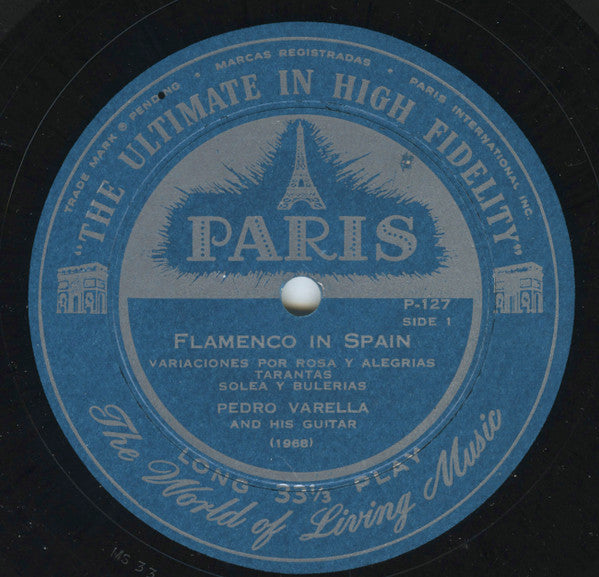 TRADE MARK ® PENDING · MARCAS REGISTRADAS · PARIS INTERNATIONAL INC.
"THE ULTIMATE IN HIGH FIDELITY"
PARIS
P-127
SIDE 1
FLAMENCO IN SPAIN
VARIACIONES POR ROSA Y ALEGRIAS
TARANTAS
SOLEA Y BULERIAS
PEDRO VARELLA
AND HIS GUITAR
(1968)
LONG 33⅓ PLAY
The World of Living Music
MS 33